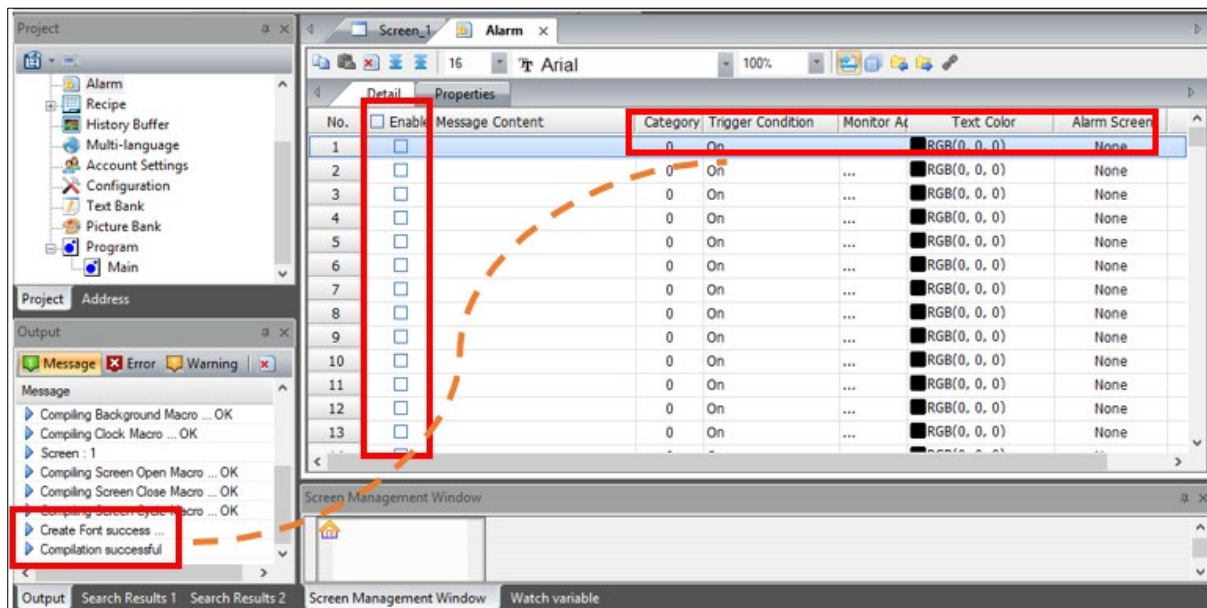 Project
Alarm
Recipe
History Buffer
Multi-language
Account Settings
Configuration
Text Bank
Picture Bank
Program
Main
Project Address
Output
Message Error Warning
Message
Compiling Background Macro ... OK
Compiling Clock Macro ... OK
Screen : 1
Compiling Screen Open Macro ... OK
Compiling Screen Close Macro ... OK
Compiling Screen Cycle Macro ... OK
Create Font success ...
Compilation successful
Output Search Results 1 Search Results 2
Screen_1 Alarm
16 Arial 100%
Detail Properties
No. Enable Message Content Category Trigger Condition Monitor Ad Text Color Alarm Screen
1 0 On RGB(0, 0, 0) None
2 0 On ... RGB(0, 0, 0) None
3 0 On ... RGB(0, 0, 0) None
4 0 On ... RGB(0, 0, 0) None
5 0 On ... RGB(0, 0, 0) None
6 0 On ... RGB(0, 0, 0) None
7 0 On ... RGB(0, 0, 0) None
8 0 On ... RGB(0, 0, 0) None
9 0 On ... RGB(0, 0, 0) None
10 0 On ... RGB(0, 0, 0) None
11 0 On ... RGB(0, 0, 0) None
12 0 On ... RGB(0, 0, 0) None
13 0 On ... RGB(0, 0, 0) None
Screen Management Window
Screen Management Window Watch variable